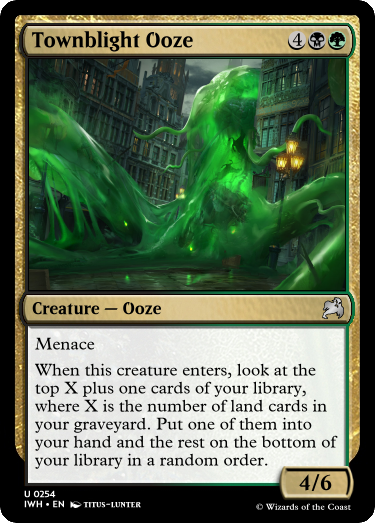 Townblight Ooze 4
Creature — Ooze
Menace
When this creature enters, look at the
top X plus one cards of your library,
where X is the number of land cards in
your graveyard. Put one of them into
your hand and the rest on the bottom of
your library in a random order.
4/6
U 0254
IWH • EN TITUS-LUNTER
© Wizards of the Coast